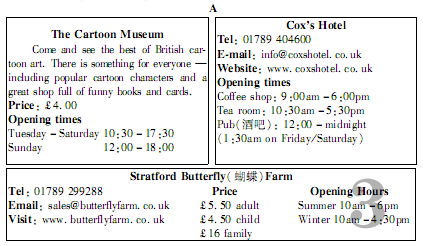 A
The Cartoon Museum
Come and see the best of British car-
toon art. There is something for everyone —
including popular cartoon characters and a
great shop full of funny books and cards.
Price: £4.00
Opening times
Tuesday – Saturday 10:30 – 17:30
Sunday 12:00 – 18:00
Cox's Hotel
Tel: 01789 404600
E-mail: info@coxshotel.co.uk
Website: www.coxshotel.co.uk
Opening times
Coffee shop: 9:00am – 6:00pm
Tea room: 10:30am – 5:30pm
Pub(酒吧): 12:00 – midnight
(1:30am on Friday/Saturday)
Stratford Butterfly(蝴蝶)Farm
Tel: 01789 299288 Price Opening Hours
Email: sales@butterflyfarm.co.uk £5.50 adult Summer 10am – 6pm
Visit: www.butterflyfarm.co.uk £4.50 child Winter 10am – 4:30pm
£16 family
3